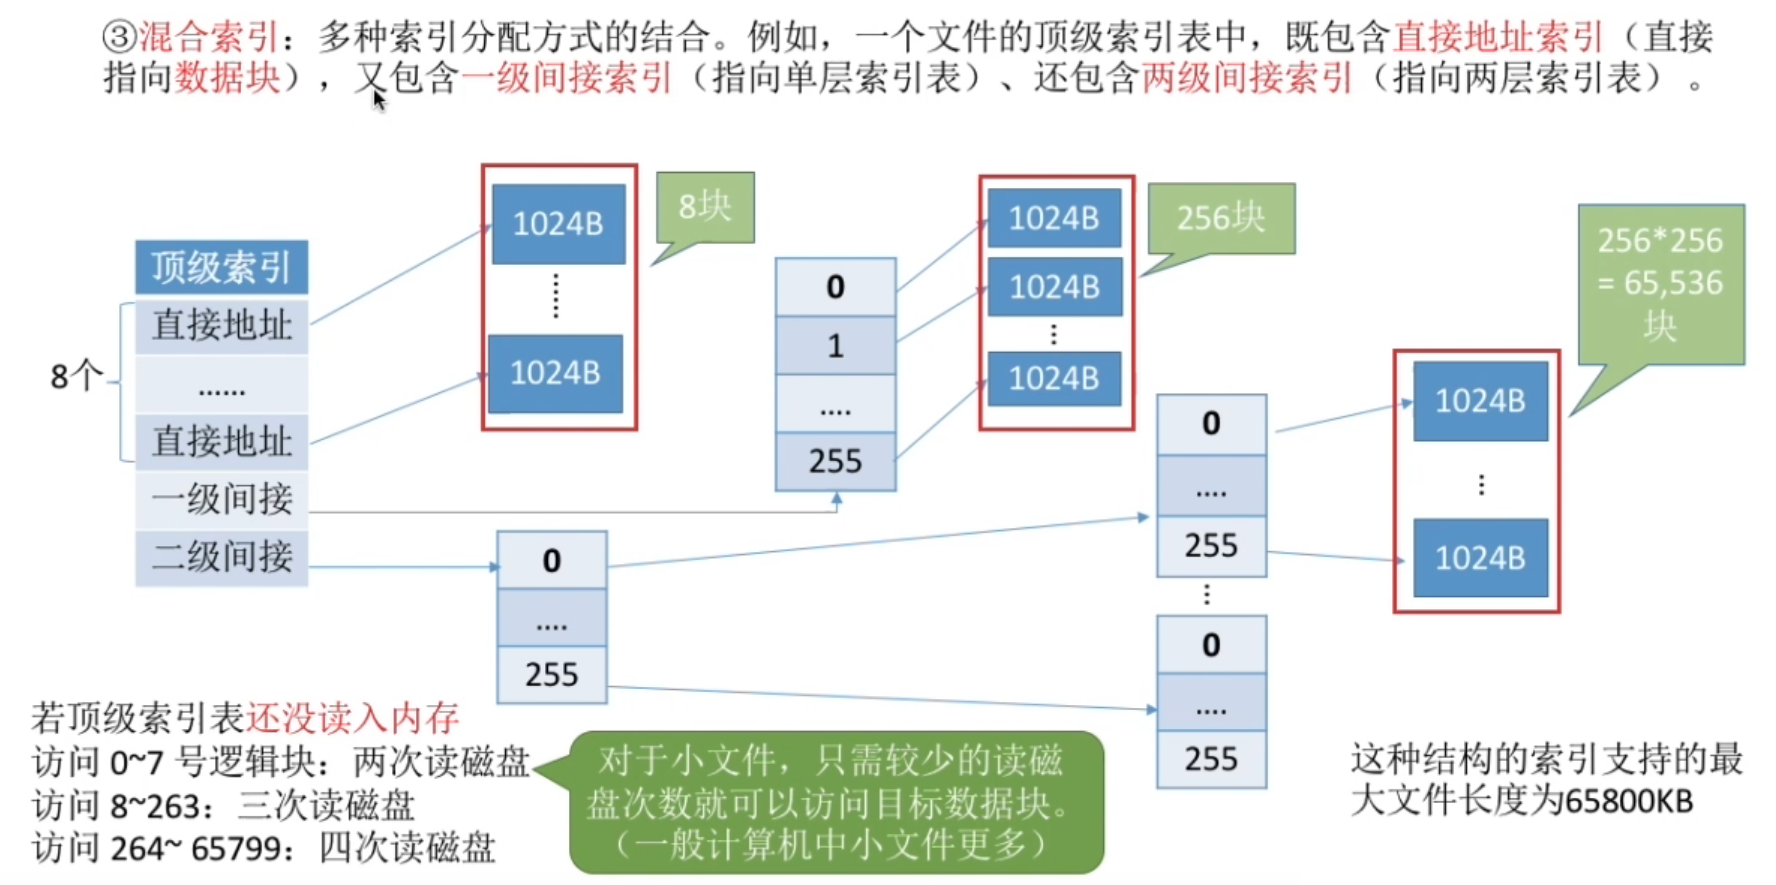 ③混合索引：多种索引分配方式的结合。例如，一个文件的顶级索引表中，既包含直接地址索引（直接
指向数据块），又包含一级间接索引（指向单层索引表）、还包含两级间接索引（指向两层索引表）。
顶级索引
直接地址
……
直接地址
一级间接
二级间接
8个
1024B
1024B
8块
0
1
....
255
1024B
1024B
1024B
256块
0
....
255
0
....
255
0
....
255
1024B
1024B
256*256
= 65,536
块
若顶级索引表还没读入内存
访问 0~7 号逻辑块：两次读磁盘
访问 8~263：三次读磁盘
访问 264~ 65799：四次读磁盘
对于小文件，只需较少的读磁
盘次数就可以访问目标数据块。
（一般计算机中小文件更多）
这种结构的索引支持的最
大文件长度为65800KB